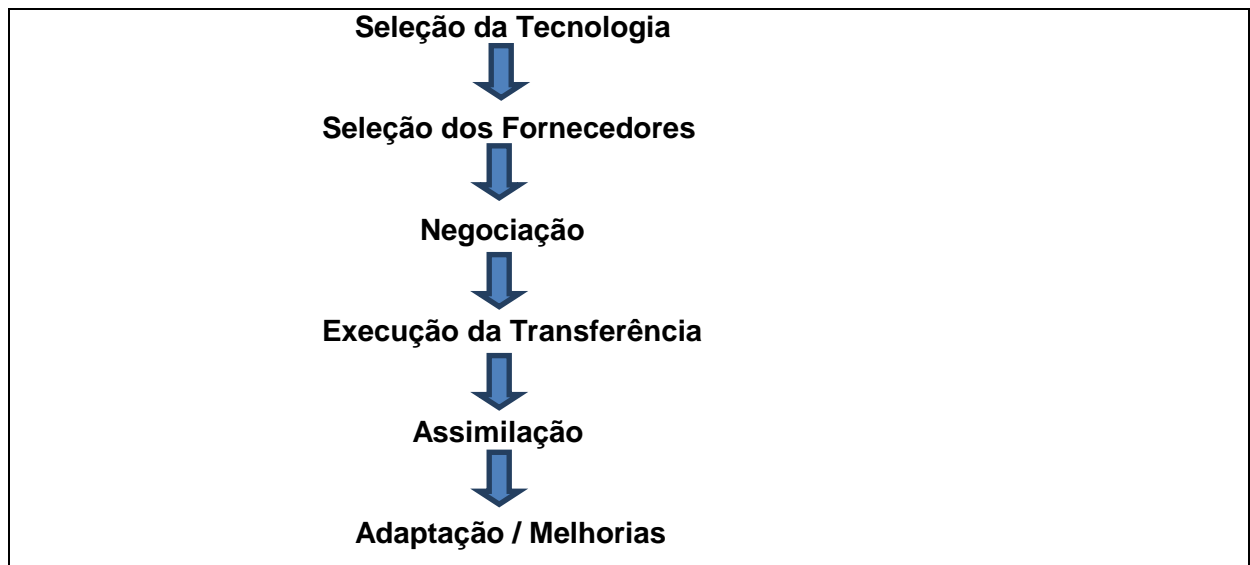 Seleção da Tecnologia
Seleção dos Fornecedores
Negociação
Execução da Transferência
Assimilação
Adaptação / Melhorias